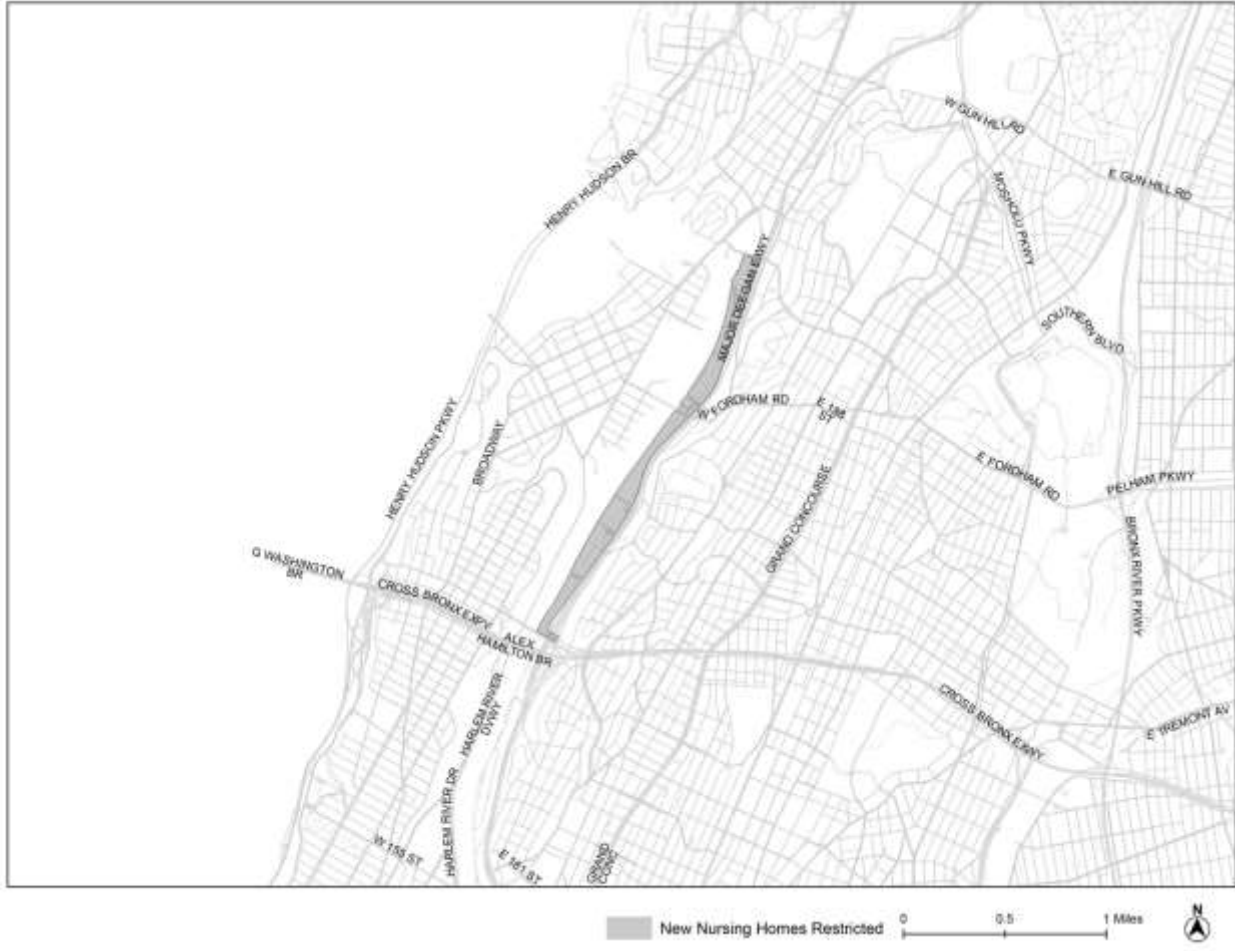 W GUN HILL RD
E GUN HILL RD
MOSHOLU PKWY
HENRY HUDSON BR
MAJOR DEEGAN EXWY
SOUTHERN BLVD
W FORDHAM RD
E 188
ST
HENRY HUDSON PKWY
BROADWAY
E FORDHAM RD
PELHAM PKWY
GRAND CONCOURSE
BRONX RIVER PKWY
G WASHINGTON
BR
CROSS BRONX EXPY
ALEX
HAMILTON BR
HARLEM RIVER
DVWY
CROSS BRONX EXWY
E TREMONT AV
HARLEM RIVER DR
W 155 ST
E 161 ST
GRAND
CONC
New Nursing Homes Restricted
0
0.5
1 Miles
N